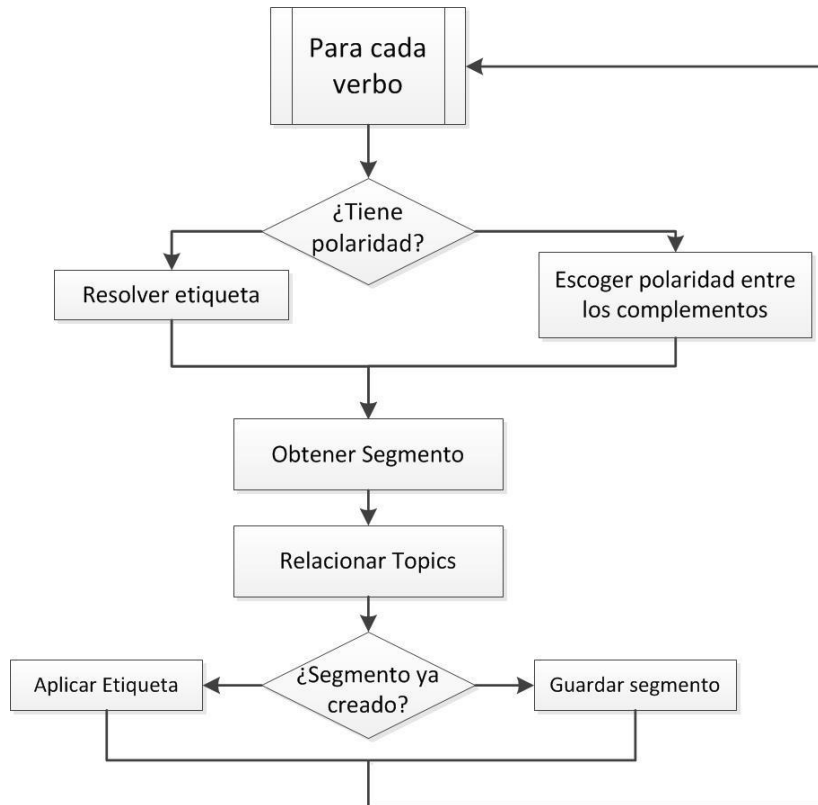 Para cada
verbo
¿Tiene
polaridad?
Resolver etiqueta
Escoger polaridad entre
los complementos
Obtener Segmento
Relacionar Topics
¿Segmento ya
creado?
Aplicar Etiqueta
Guardar segmento